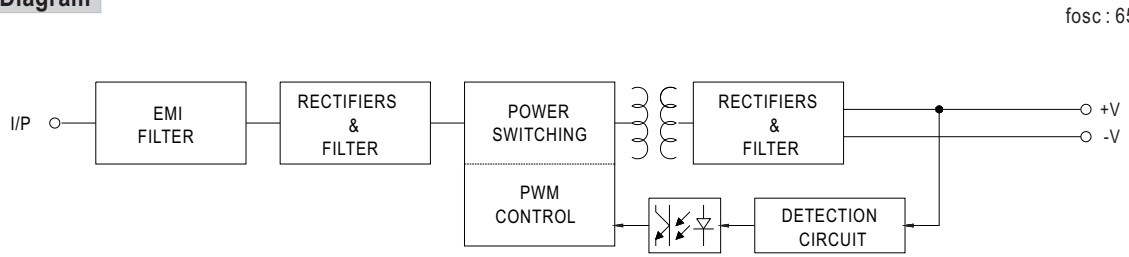 Diagram
fosc : 65
I/P
EMI
FILTER
RECTIFIERS
&
FILTER
POWER
SWITCHING
PWM
CONTROL
RECTIFIERS
&
FILTER
+V
-V
DETECTION
CIRCUIT